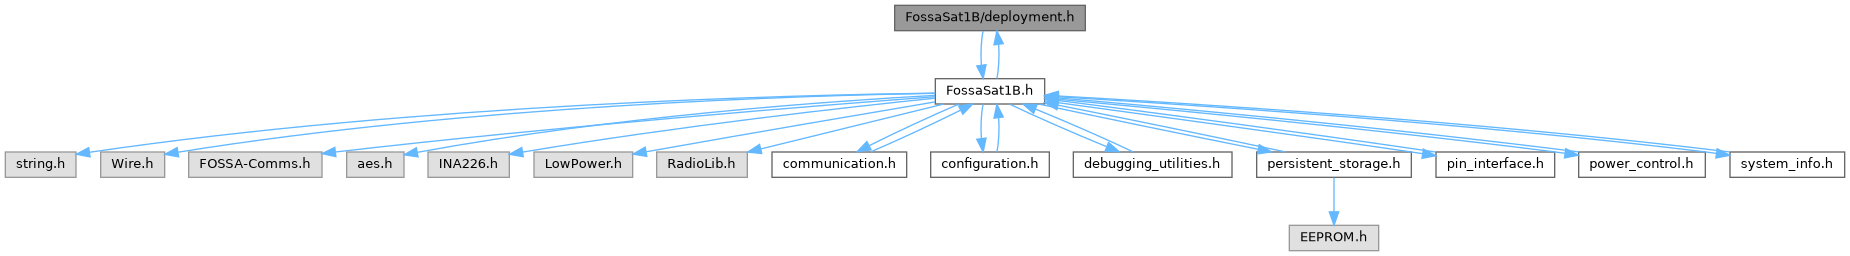 FossaSat1B/deployment.h
FossaSat1B.h
string.h
Wire.h
FOSSA-Comms.h
aes.h
INA226.h
LowPower.h
RadioLib.h
communication.h
configuration.h
debugging_utilities.h
persistent_storage.h
pin_interface.h
power_control.h
system_info.h
EEPROM.h